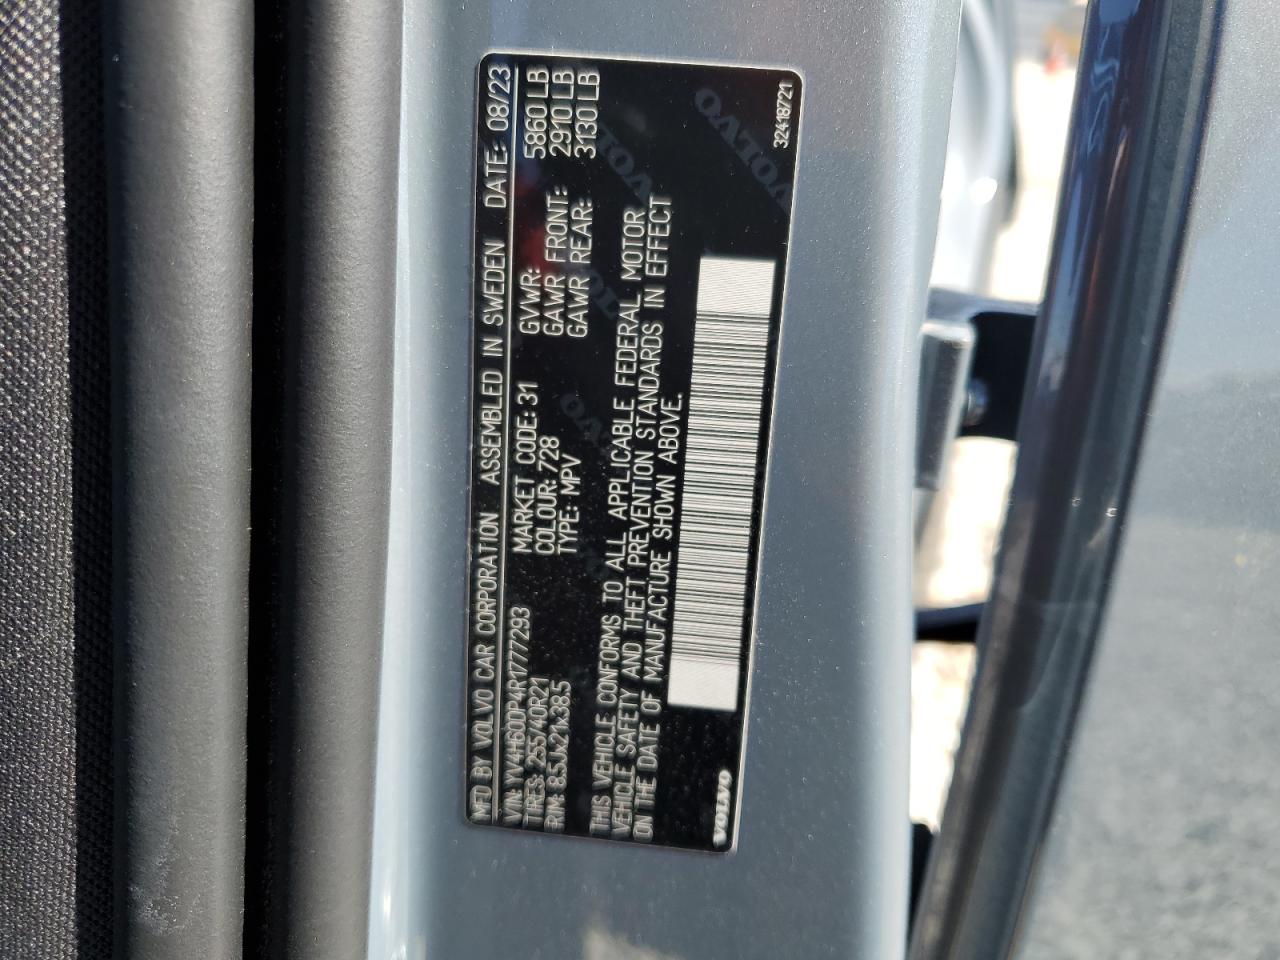 MFD BY VOLVO CAR CORPORATION ASSEMBLED IN SWEDEN DATE: 08/23
VIN: YV4H60DP4R1777293 MARKET CODE: 31 GVWR: 5860 LB
TIRES: 255/40R21 COLOUR: 728 GAWR FRONT: 2910 LB
RIM: 8.5Jx21x38.5 TYPE: MPV GAWR REAR: 3130 LB
THIS VEHICLE CONFORMS TO ALL APPLICABLE FEDERAL MOTOR
VEHICLE SAFETY AND THEFT PREVENTION STANDARDS IN EFFECT
ON THE DATE OF MANUFACTURE SHOWN ABOVE.
VOLVO 32418721
VOLVO
VOLVO
VOLVO